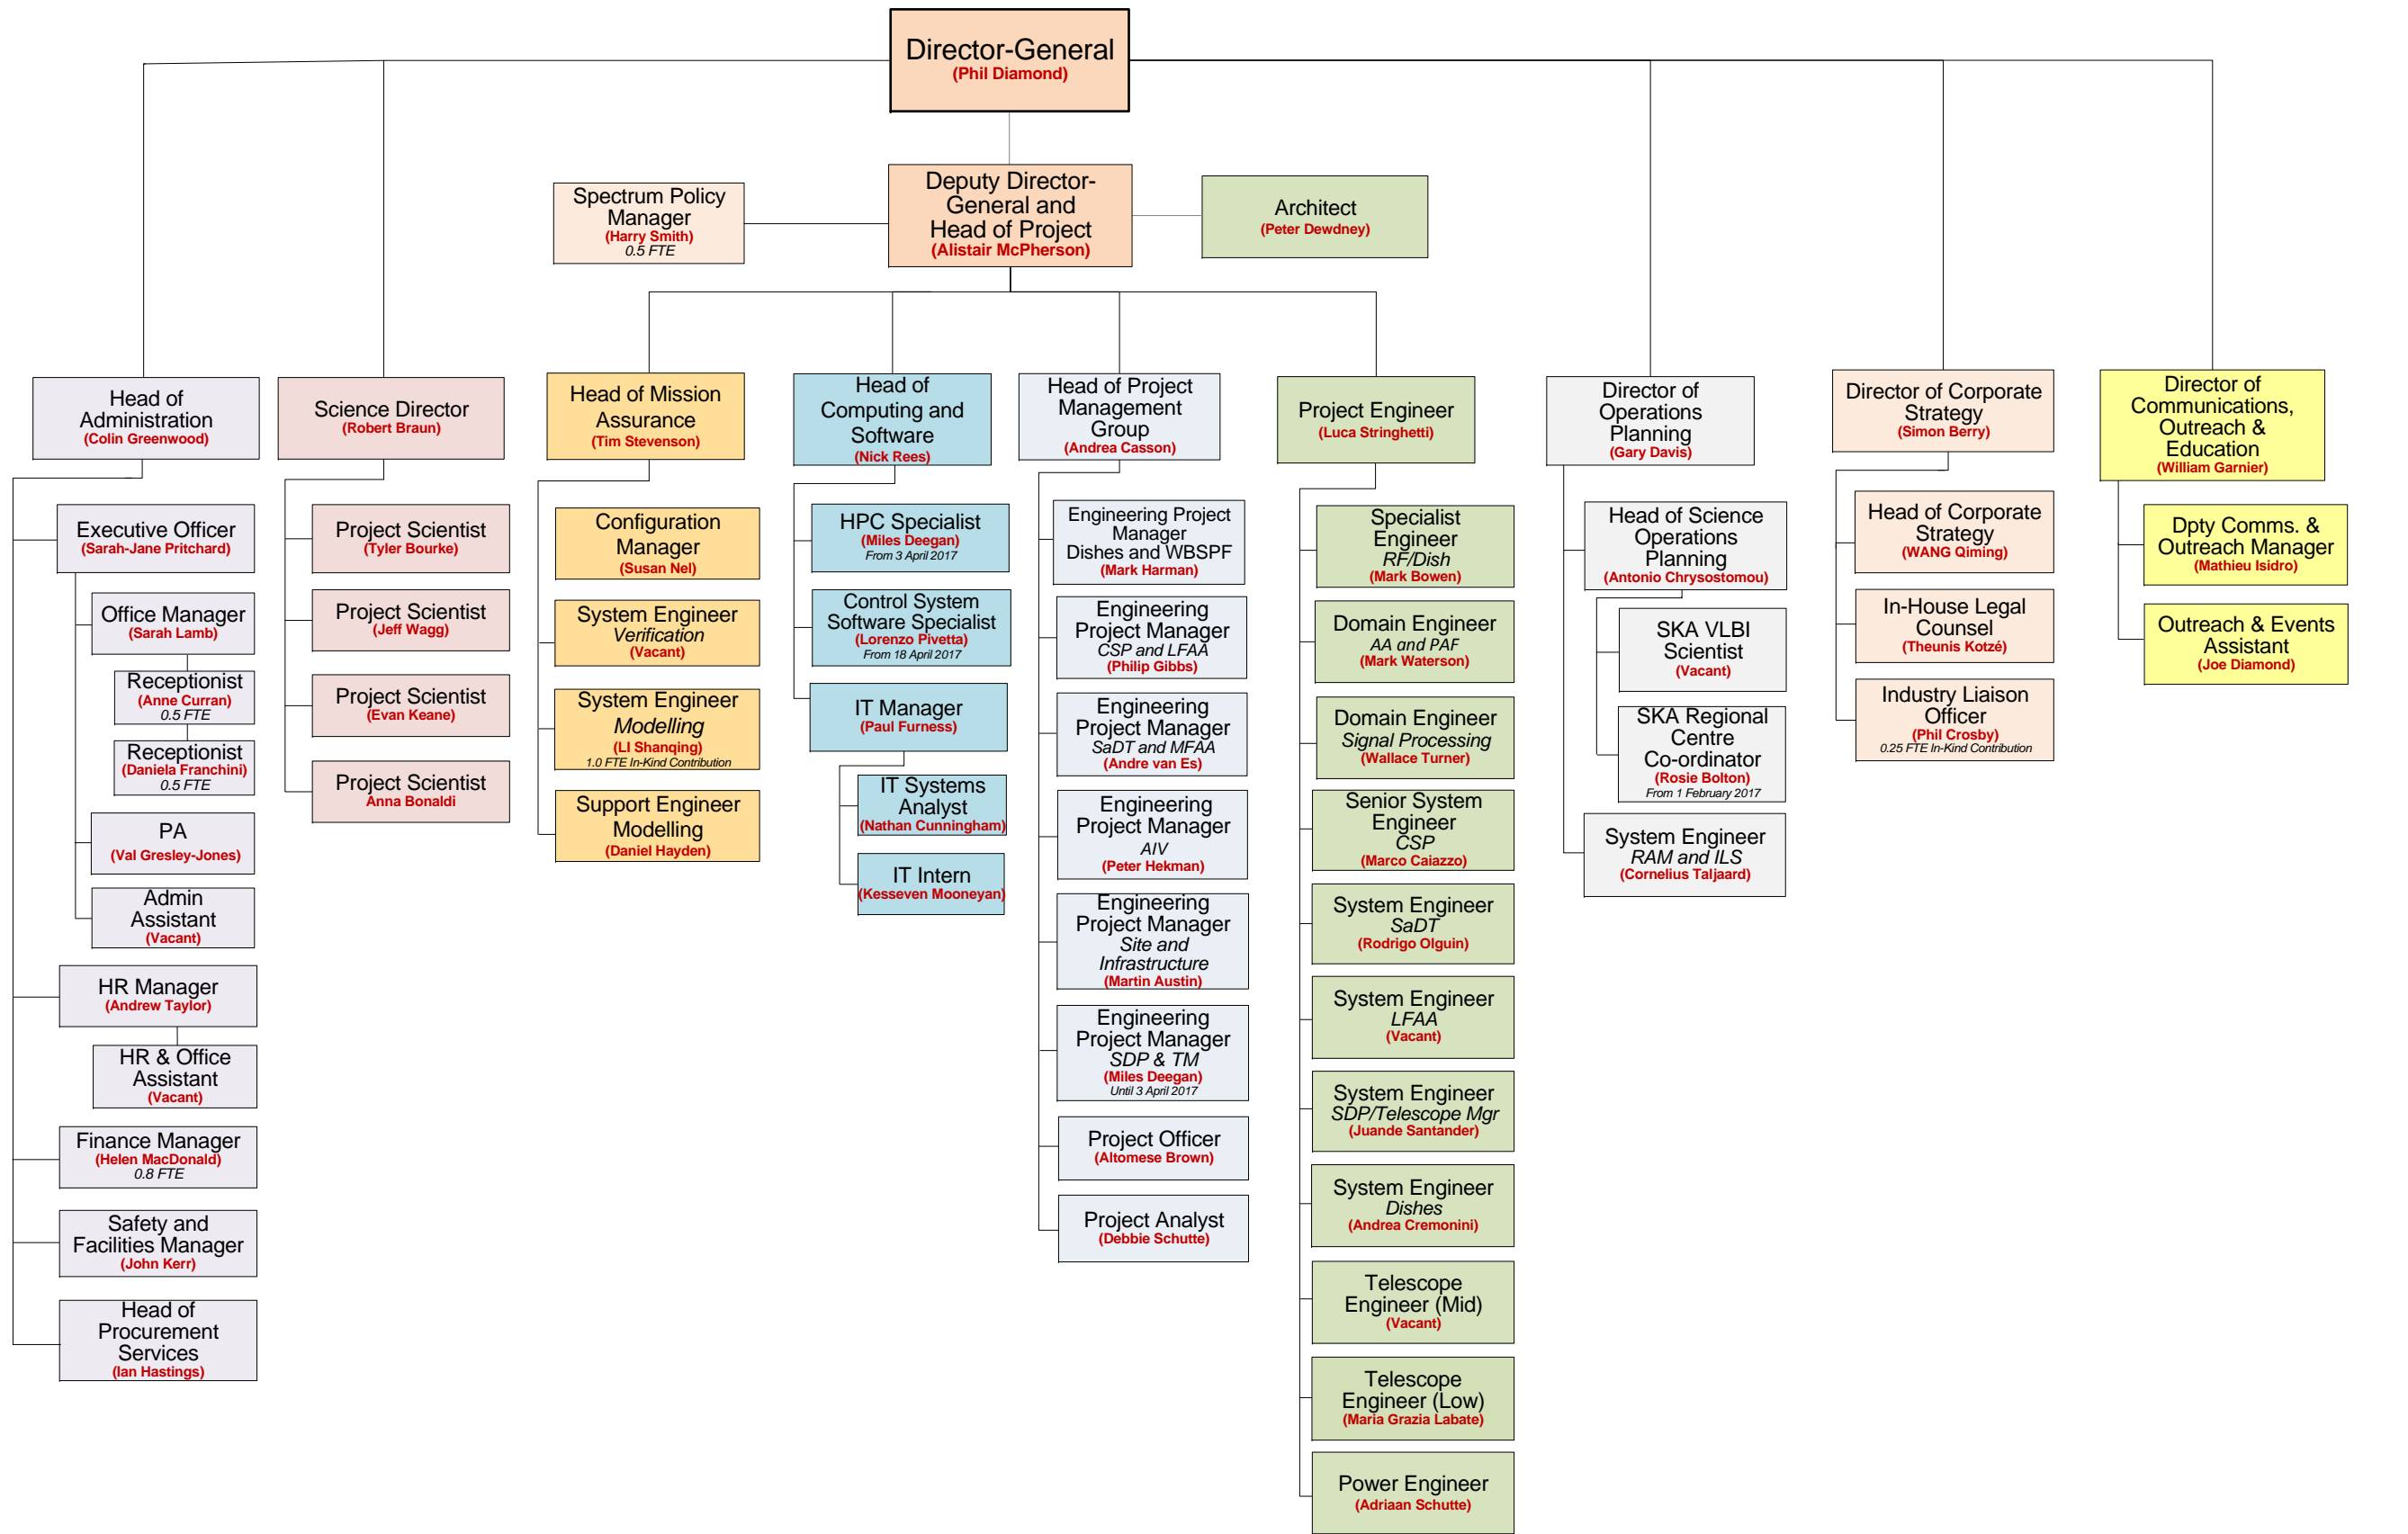 Director-General
(Phil Diamond)
Spectrum Policy
Manager
(Harry Smith)
0.5 FTE
Deputy Director-
General and
Head of Project
(Alistair McPherson)
Architect
(Peter Dewdney)
Head of
Administration
(Colin Greenwood)
Executive Officer
(Sarah-Jane Pritchard)
Office Manager
(Sarah Lamb)
Receptionist
(Anne Curran)
0.5 FTE
Receptionist
(Daniela Franchini)
0.5 FTE
PA
(Val Gresley-Jones)
Admin
Assistant
(Vacant)
HR Manager
(Andrew Taylor)
HR & Office
Assistant
(Vacant)
Finance Manager
(Helen MacDonald)
0.8 FTE
Safety and
Facilities Manager
(John Kerr)
Head of
Procurement
Services
(Ian Hastings)
Science Director
(Robert Braun)
Project Scientist
(Tyler Bourke)
Project Scientist
(Jeff Wagg)
Project Scientist
(Evan Keane)
Project Scientist
Anna Bonaldi
Head of Mission
Assurance
(Tim Stevenson)
Configuration
Manager
(Susan Nel)
System Engineer
Verification
(Vacant)
System Engineer
Modelling
(LI Shanqing)
1.0 FTE In-Kind Contribution
Support Engineer
Modelling
(Daniel Hayden)
Head of
Computing and
Software
(Nick Rees)
HPC Specialist
(Miles Deegan)
From 3 April 2017
Control System
Software Specialist
(Lorenzo Pivetta)
From 18 April 2017
IT Manager
(Paul Furness)
IT Systems
Analyst
(Nathan Cunningham)
IT Intern
(Kesseven Mooneyan)
Head of Project
Management
Group
(Andrea Casson)
Engineering Project
Manager
Dishes and WBSPF
(Mark Harman)
Engineering
Project Manager
CSP and LFAA
(Philip Gibbs)
Engineering
Project Manager
SaDT and MFAA
(Andre van Es)
Engineering
Project Manager
AIV
(Peter Hekman)
Engineering
Project Manager
Site and
Infrastructure
(Martin Austin)
Engineering
Project Manager
SDP & TM
(Miles Deegan)
Until 3 April 2017
Project Officer
(Altomese Brown)
Project Analyst
(Debbie Schutte)
Project Engineer
(Luca Stringhetti)
Specialist
Engineer
RF/Dish
(Mark Bowen)
Domain Engineer
AA and PAF
(Mark Waterson)
Domain Engineer
Signal Processing
(Wallace Turner)
Senior System
Engineer
CSP
(Marco Caiazzo)
System Engineer
SaDT
(Rodrigo Olguin)
System Engineer
LFAA
(Vacant)
System Engineer
SDP/Telescope Mgr
(Juande Santander)
System Engineer
Dishes
(Andrea Cremonini)
Telescope
Engineer (Mid)
(Vacant)
Telescope
Engineer (Low)
(Maria Grazia Labate)
Power Engineer
(Adriaan Schutte)
Director of
Operations
Planning
(Gary Davis)
Head of Science
Operations
Planning
(Antonio Chrysostomou)
SKA VLBI
Scientist
(Vacant)
SKA Regional
Centre
Co-ordinator
(Rosie Bolton)
From 1 February 2017
System Engineer
RAM and ILS
(Cornelius Taljaard)
Director of Corporate
Strategy
(Simon Berry)
Head of Corporate
Strategy
(WANG Qiming)
In-House Legal
Counsel
(Theunis Kotzé)
Industry Liaison
Officer
(Phil Crosby)
0.25 FTE In-Kind Contribution
Director of
Communications,
Outreach &
Education
(William Garnier)
Dpty Comms. &
Outreach Manager
(Mathieu Isidro)
Outreach & Events
Assistant
(Joe Diamond)